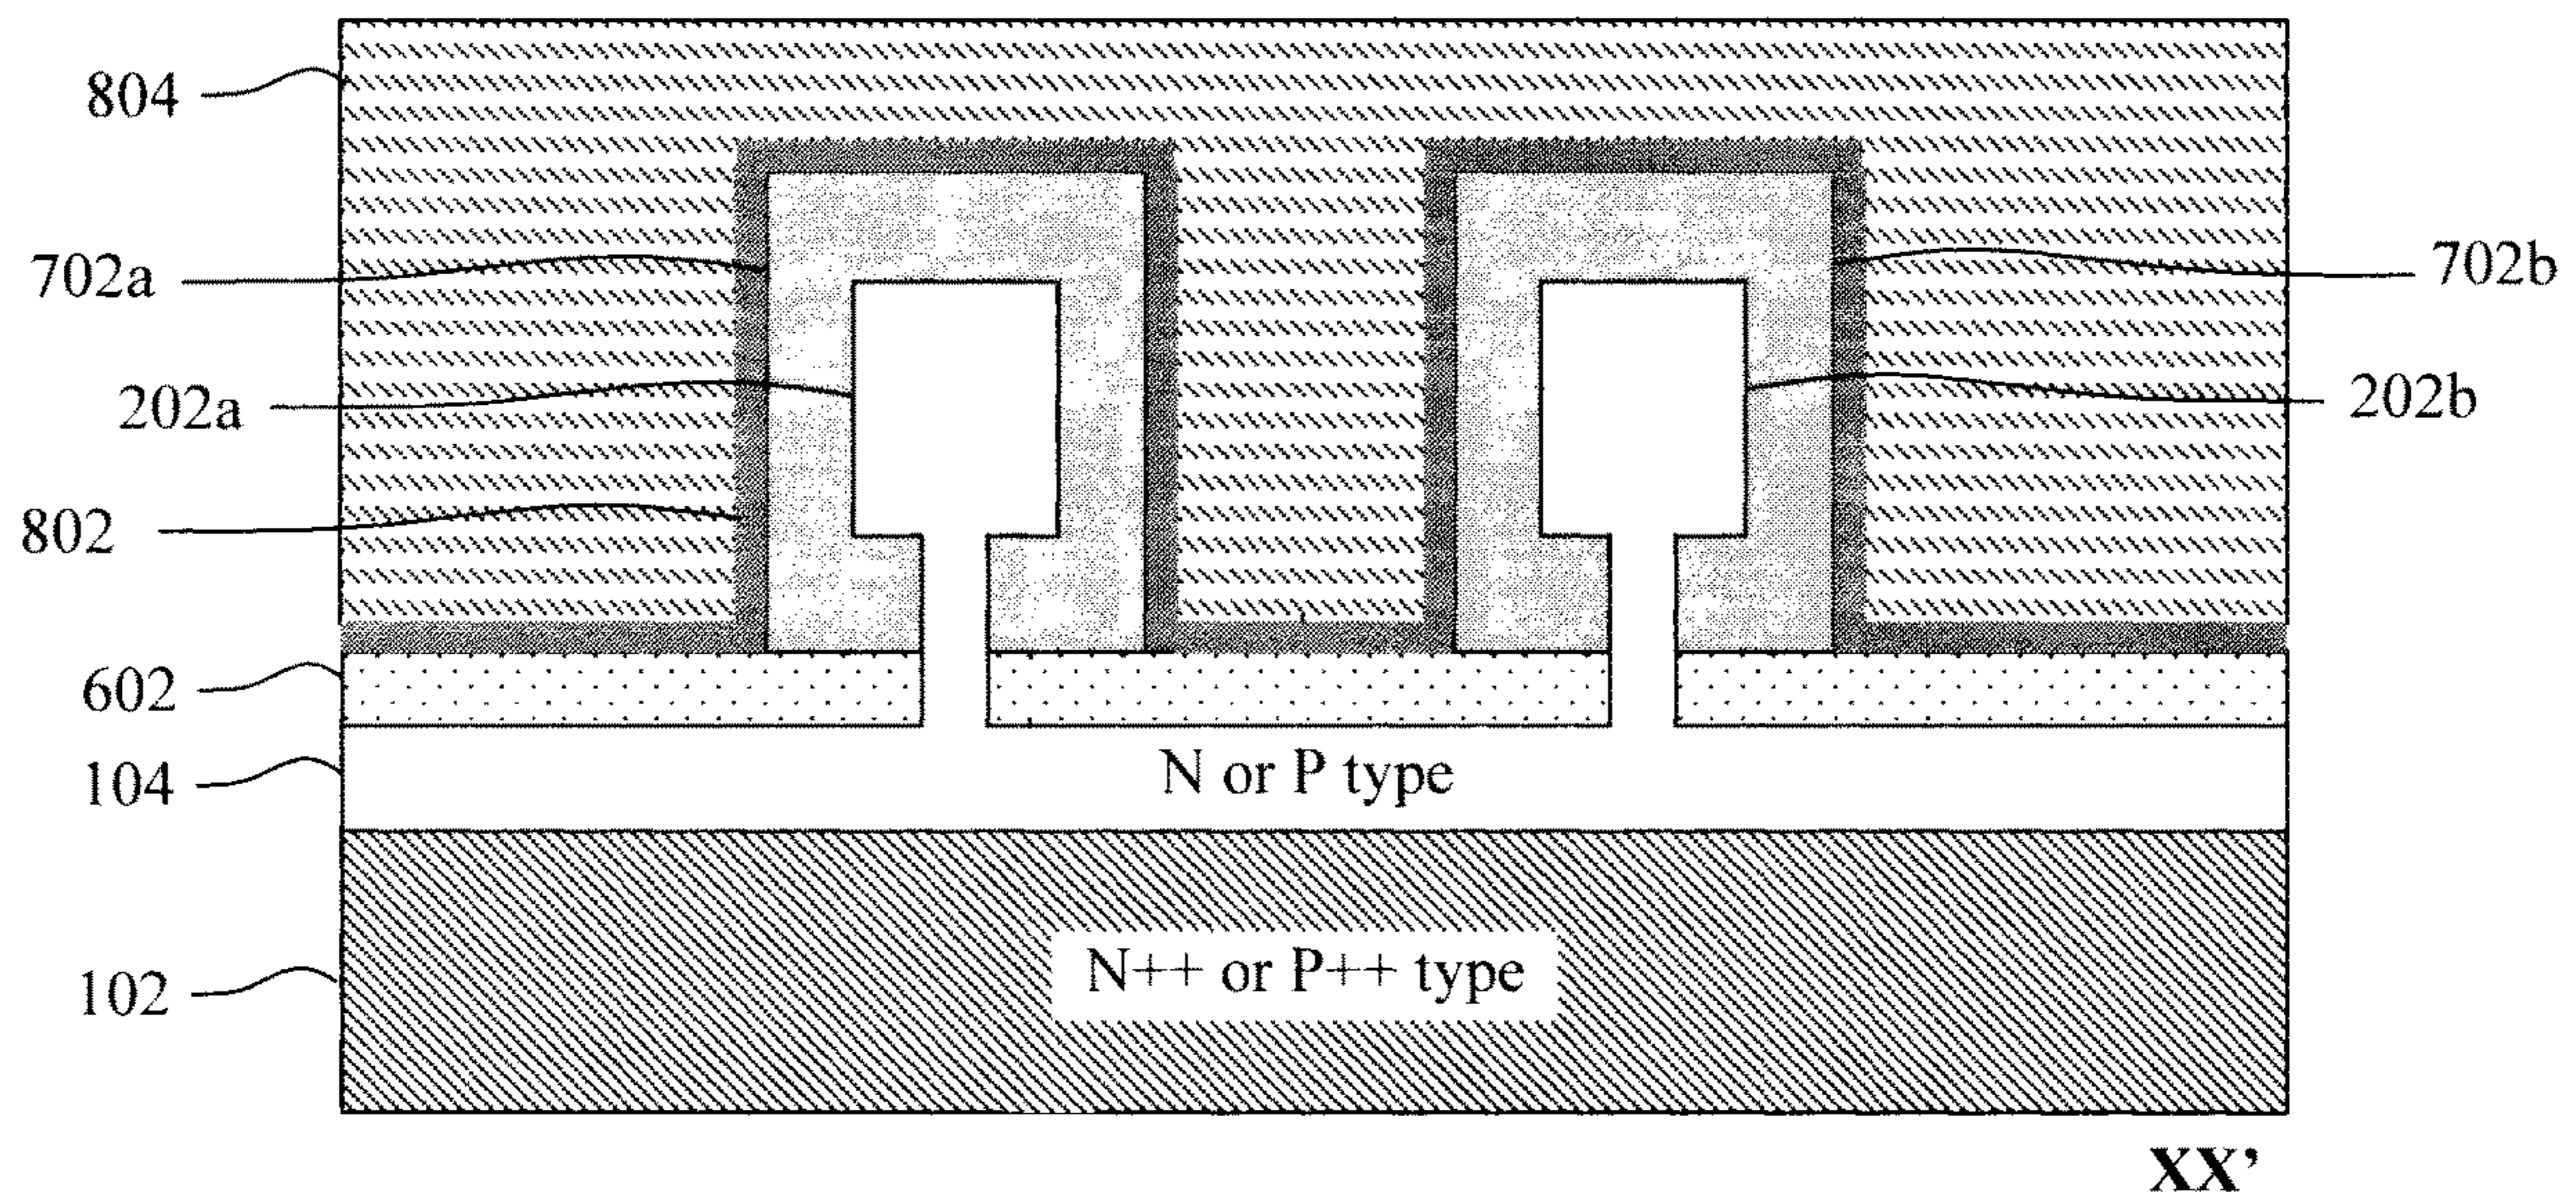 804
702a
702b
202a
202b
802
602
104
N or P type
102
N++ or P++ type
XX’